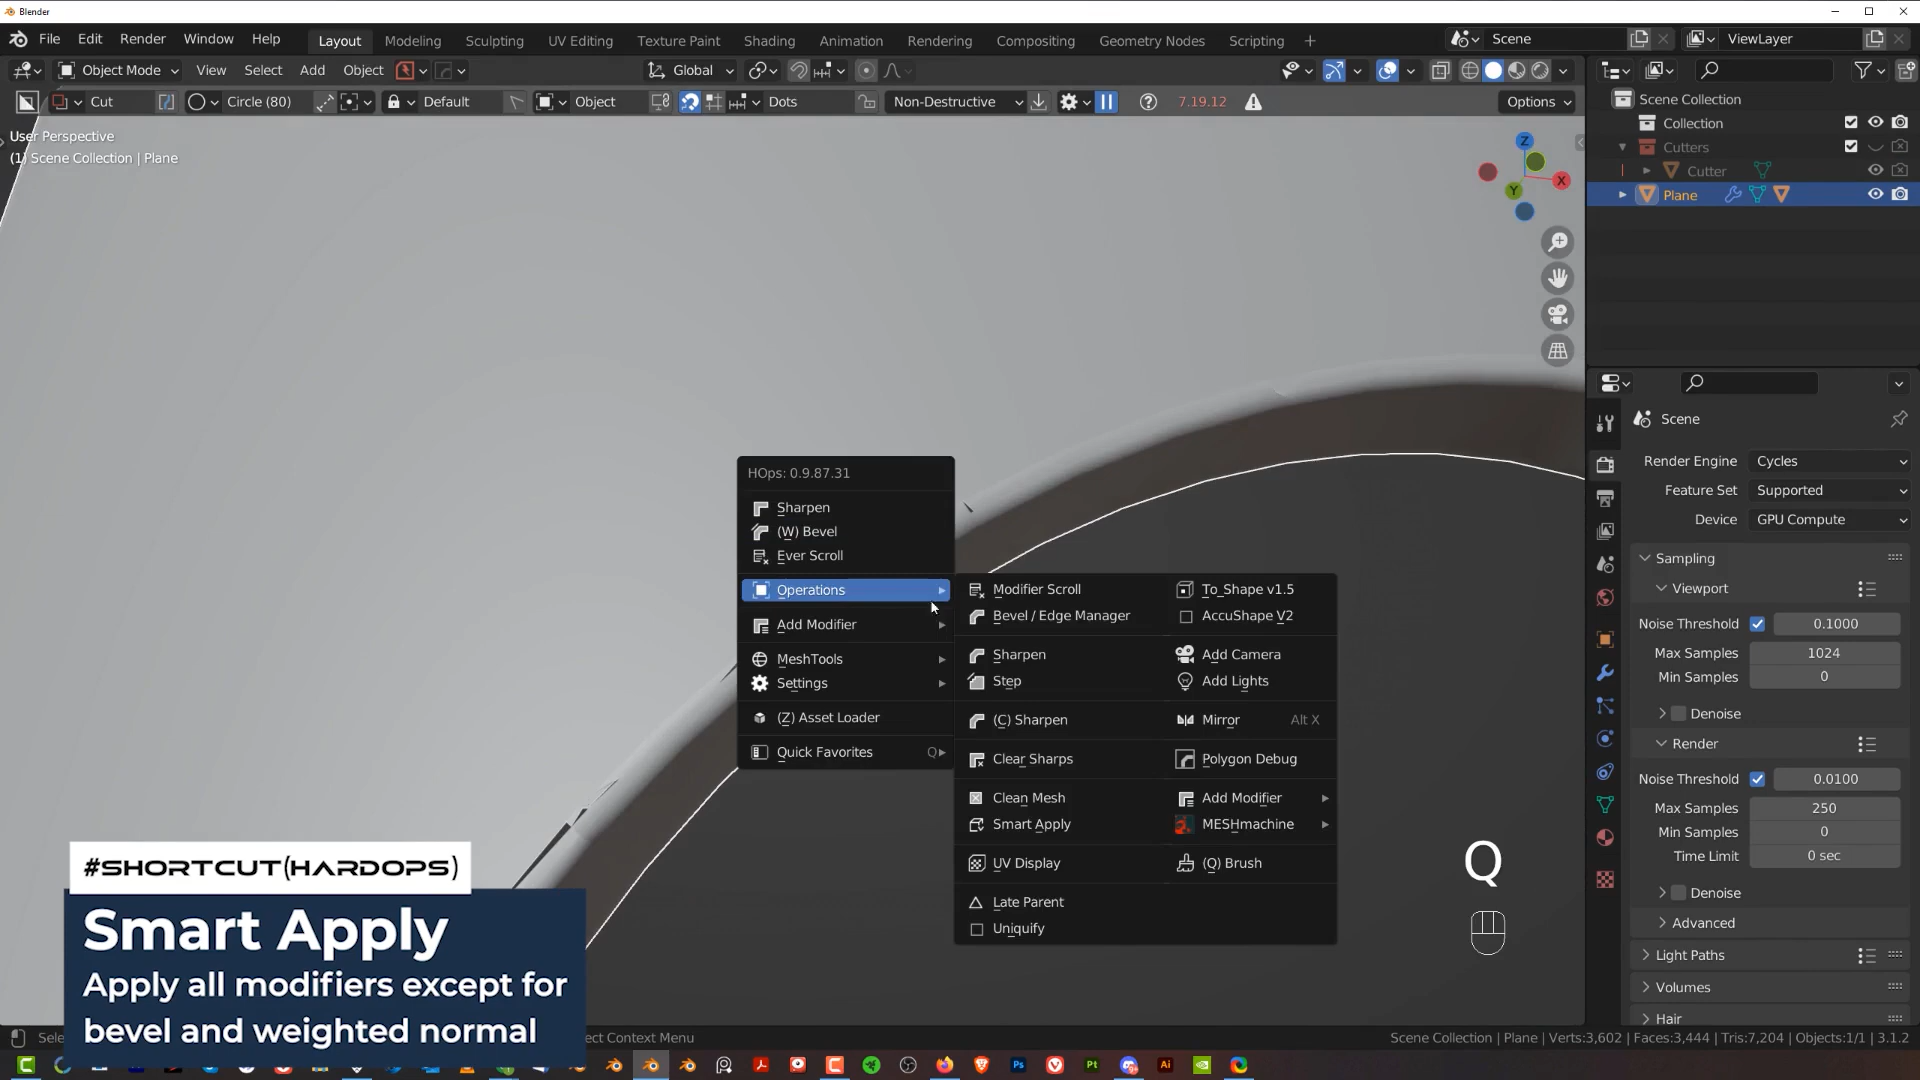 Blender
File Edit Render Window Help Layout Modeling Sculpting UV Editing Texture Paint Shading Animation Rendering Compositing Geometry Nodes Scripting + Scene ViewLayer
Object Mode View Select Add Object Global
Cut Circle (80) Default Object Dots Non-Destructive 7.19.12 Options
User Perspective
(1) Scene Collection | Plane
Z
X
Y
Scene Collection
Collection
Cutters
Cutter
Plane
Scene
Render Engine Cycles
Feature Set Supported
Device GPU Compute
Sampling
Viewport
Noise Threshold 0.1000
Max Samples 1024
Min Samples 0
Denoise
Render
Noise Threshold 0.0100
Max Samples 250
Min Samples 0
Time Limit 0 sec
Denoise
Advanced
Light Paths
Volumes
Hair
HOps: 0.9.87.31
Sharpen
(W) Bevel
Ever Scroll
Operations
Add Modifier
MeshTools
Settings
(Z) Asset Loader
Quick Favorites Q
Modifier Scroll
Bevel / Edge Manager
Sharpen
Step
(C) Sharpen
Clear Sharps
Clean Mesh
Smart Apply
UV Display
Late Parent
Uniquify
To_Shape v1.5
AccuShape V2
Add Camera
Add Lights
Mirror Alt X
Polygon Debug
Add Modifier
MESHmachine
(Q) Brush
Q
#SHORTCUT(HARDOPS)
Smart Apply
Apply all modifiers except for
bevel and weighted normal
Sele
ct Context Menu
Scene Collection | Plane | Verts:3,602 | Faces:3,444 | Tris:7,204 | Objects:1/1 | 3.1.2
Ps
Pt
Ai